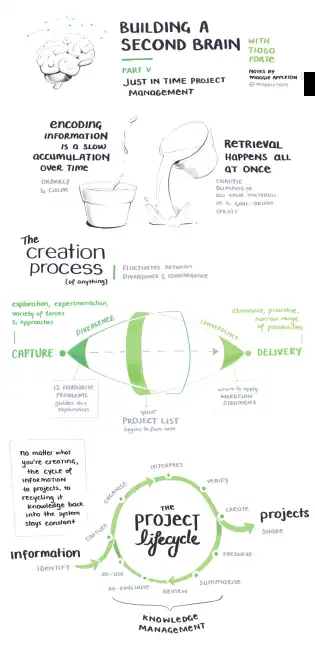 BUILDING A
SECOND BRAIN
WITH
TIAGO
FORTE
PART V
JUST IN TIME PROJECT
MANAGEMENT
NOTES BY
MAGGIE APPLETON
ENCODING
INFORMATION
IS A SLOW
ACCUMULATION
OVER TIME
ORDERLY
& CALM
RETRIEVAL
HAPPENS ALL
AT ONCE
CHAOTIC
DUMPING OF
ALL YOUR MATERIAL
IN A GOAL-DRIVEN
SPRINT
The
creation
process
(of anything)
FLUCTUATES BETWEEN
DIVERGENCE & CONVERGENCE
exploration, experimentation,
variety of lenses
& approaches
eliminate, prioritise,
narrow range
of possibilities
DIVERGENCE
CONVERGENCE
CAPTURE
DELIVERY
12 FAVOURITE
PROBLEMS
guides this
exploration
your
PROJECT LIST
begins to form here
where to apply
WORKFLOW
STRATEGIES
no matter what
you're creating,
the cycle of
INFORMATION
to projects, to
recycling it
knowledge back
into the system
stays constant
THE
PROJECT
lifecycle
INTERPRET
VERIFY
CREATE
projects
SHARE
PRESERVE
SUMMARISE
REVIEW
RE-EVALUATE
RE-USE
information
IDENTIFY
CAPTURE
ORGANISE
KNOWLEDGE
MANAGEMENT